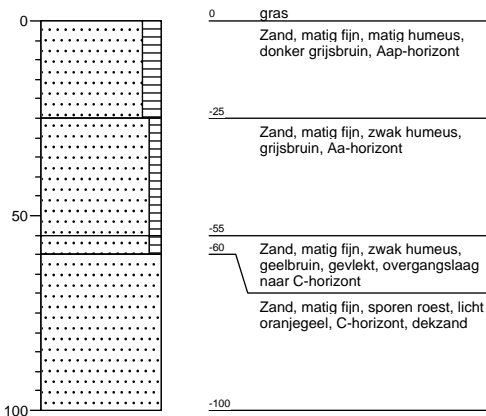 0
50
100
0 gras
Zand, matig fijn, matig humeus,
donker grijsbruin, Aap-horizont
-25
Zand, matig fijn, zwak humeus,
grijsbruin, Aa-horizont
-55
Zand, matig fijn, zwak humeus,
geelbruin, gevlekt, overgangslaag
naar C-horizont
-60
Zand, matig fijn, sporen roest, licht
oranjegeel, C-horizont, dekzand
-100